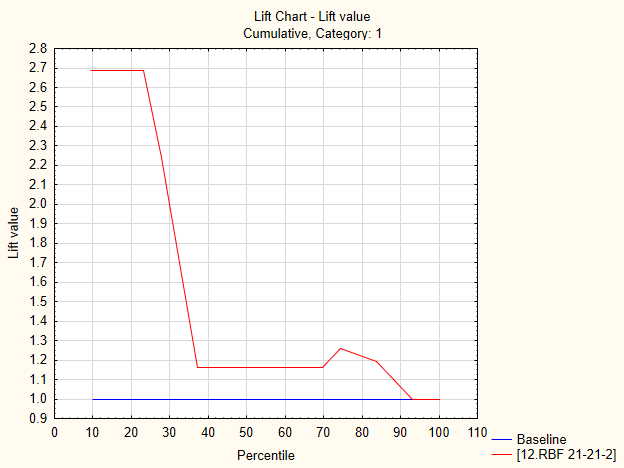 Lift Chart - Lift value
Cumulative, Category: 1
2.8
2.7
2.6
2.5
2.4
2.3
2.2
2.1
2.0
1.9
1.8
1.7
1.6
1.5
1.4
1.3
1.2
1.1
1.0
0.9
Lift value
0 10 20 30 40 50 60 70 80 90 100 110
Percentile
Baseline
[12.RBF 21-21-2]